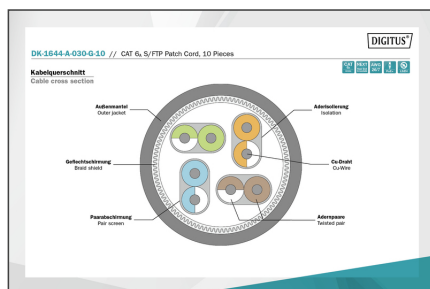 DIGITUS®
DK-1644-A-030-G-10 // CAT 6A S/FTP Patch Cord, 10 Pieces
Kabelquerschnitt
Cable cross section
Außenmantel
Outer jacket
Aderisolierung
Isolation
Geflechtschirmung
Braid shield
Cu-Draht
Cu-Wire
Paarabschirmung
Pair screen
Adernpaare
Twisted pair